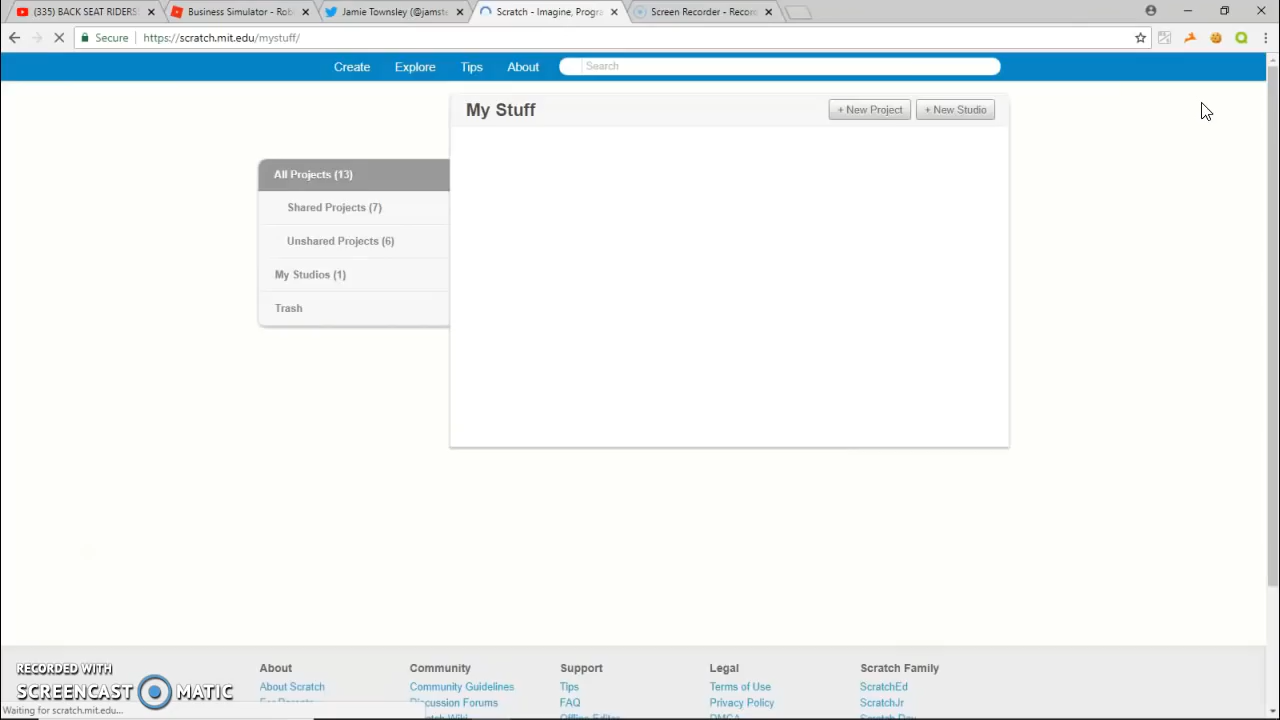 (335) BACK SEAT RIDERS
Business Simulator - Rob
Jamie Townsley (@jamst
Scratch - Imagine, Progra
Screen Recorder - Record
Secure https://scratch.mit.edu/mystuff/
Create Explore Tips About Search
My Stuff + New Project + New Studio
All Projects (13)
Shared Projects (7)
Unshared Projects (6)
My Studios (1)
Trash
About Community Support Legal Scratch Family
About Scratch Community Guidelines Tips Terms of Use ScratchEd
For Parents Discussion Forums FAQ Privacy Policy ScratchJr
Scratch Wiki Offline Editor DMCA Scratch Day
RECORDED WITH
SCREENCAST MATIC
Waiting for scratch.mit.edu...